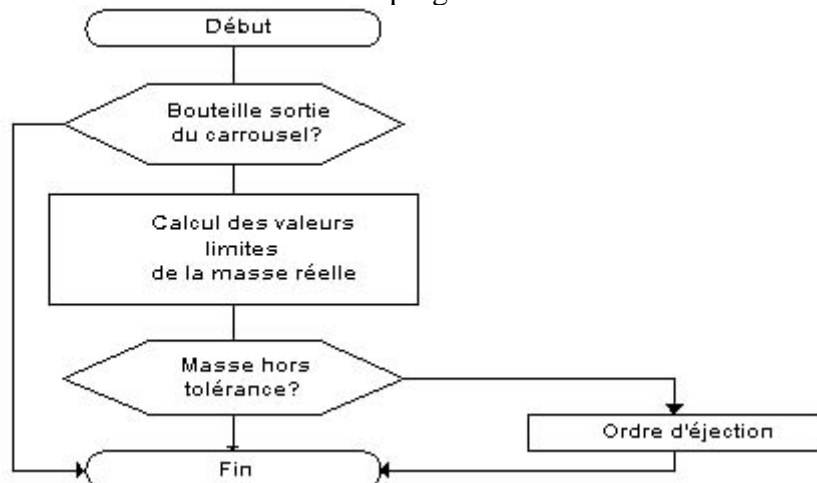 Début
Bouteille sortie
du carrousel?
Calcul des valeurs
limites
de la masse réelle
Masse hors
tolérance?
Ordre d'éjection
Fin